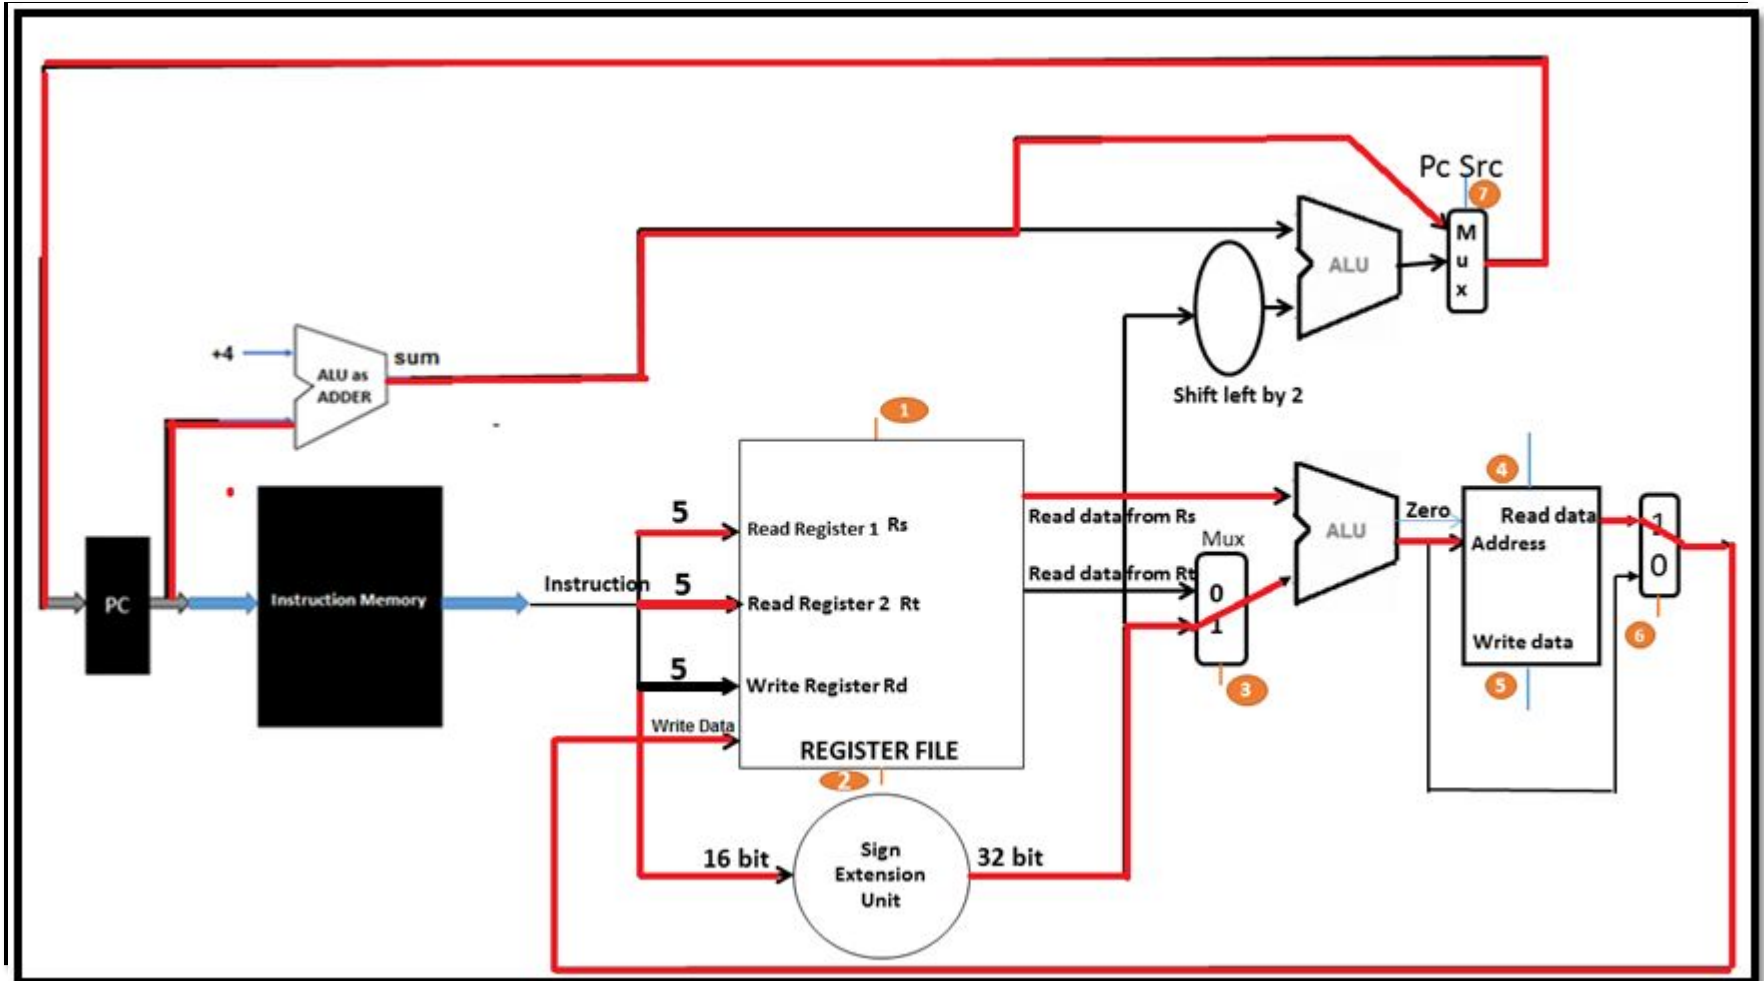 Pc Src
7
M
u
x
ALU
+4
sum
ALU as
ADDER
Shift left by 2
1
4
5
Read Register 1 Rs
Read data from Rs
Zero
Read data
Address
ALU
Mux
1
0
Instruction
5
Read Register 2 Rt
Read data from Rt
0
1
PC
Instruction Memory
5
Write Register Rd
Write data
6
3
5
Write Data
REGISTER FILE
2
16 bit
Sign
Extension
Unit
32 bit